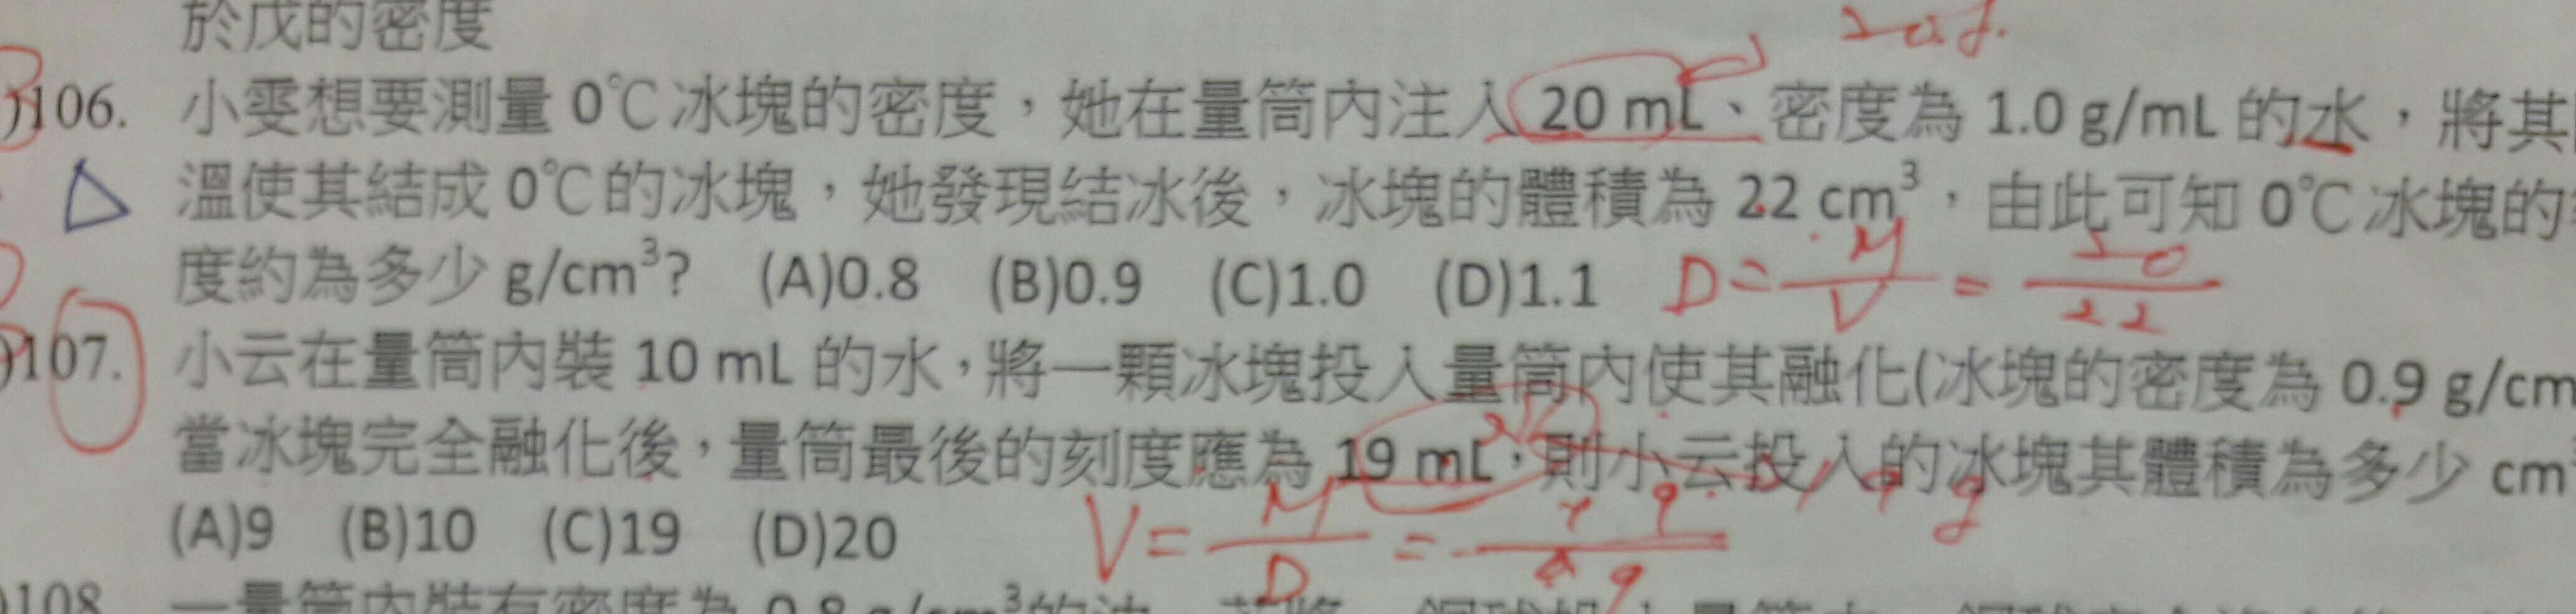 於戊的密度
20g.
106. 小雯想要測量 0℃冰塊的密度，她在量筒內注入 20 mL、密度為 1.0 g/mL 的水，將其
溫使其結成 0℃的冰塊，她發現結冰後，冰塊的體積為 22 cm³，由此可知 0℃冰塊的
度約為多少 g/cm³? (A)0.8 (B)0.9 (C)1.0 (D)1.1 D = M/V = 20/22
107. 小云在量筒內裝 10 mL 的水，將一顆冰塊投入量筒內使其融化(冰塊的密度為 0.9 g/cm
當冰塊完全融化後，量筒最後的刻度應為 19 mL，則小云投入的冰塊其體積為多少 cm
(A)9 (B)10 (C)19 (D)20 V = M/D =
108